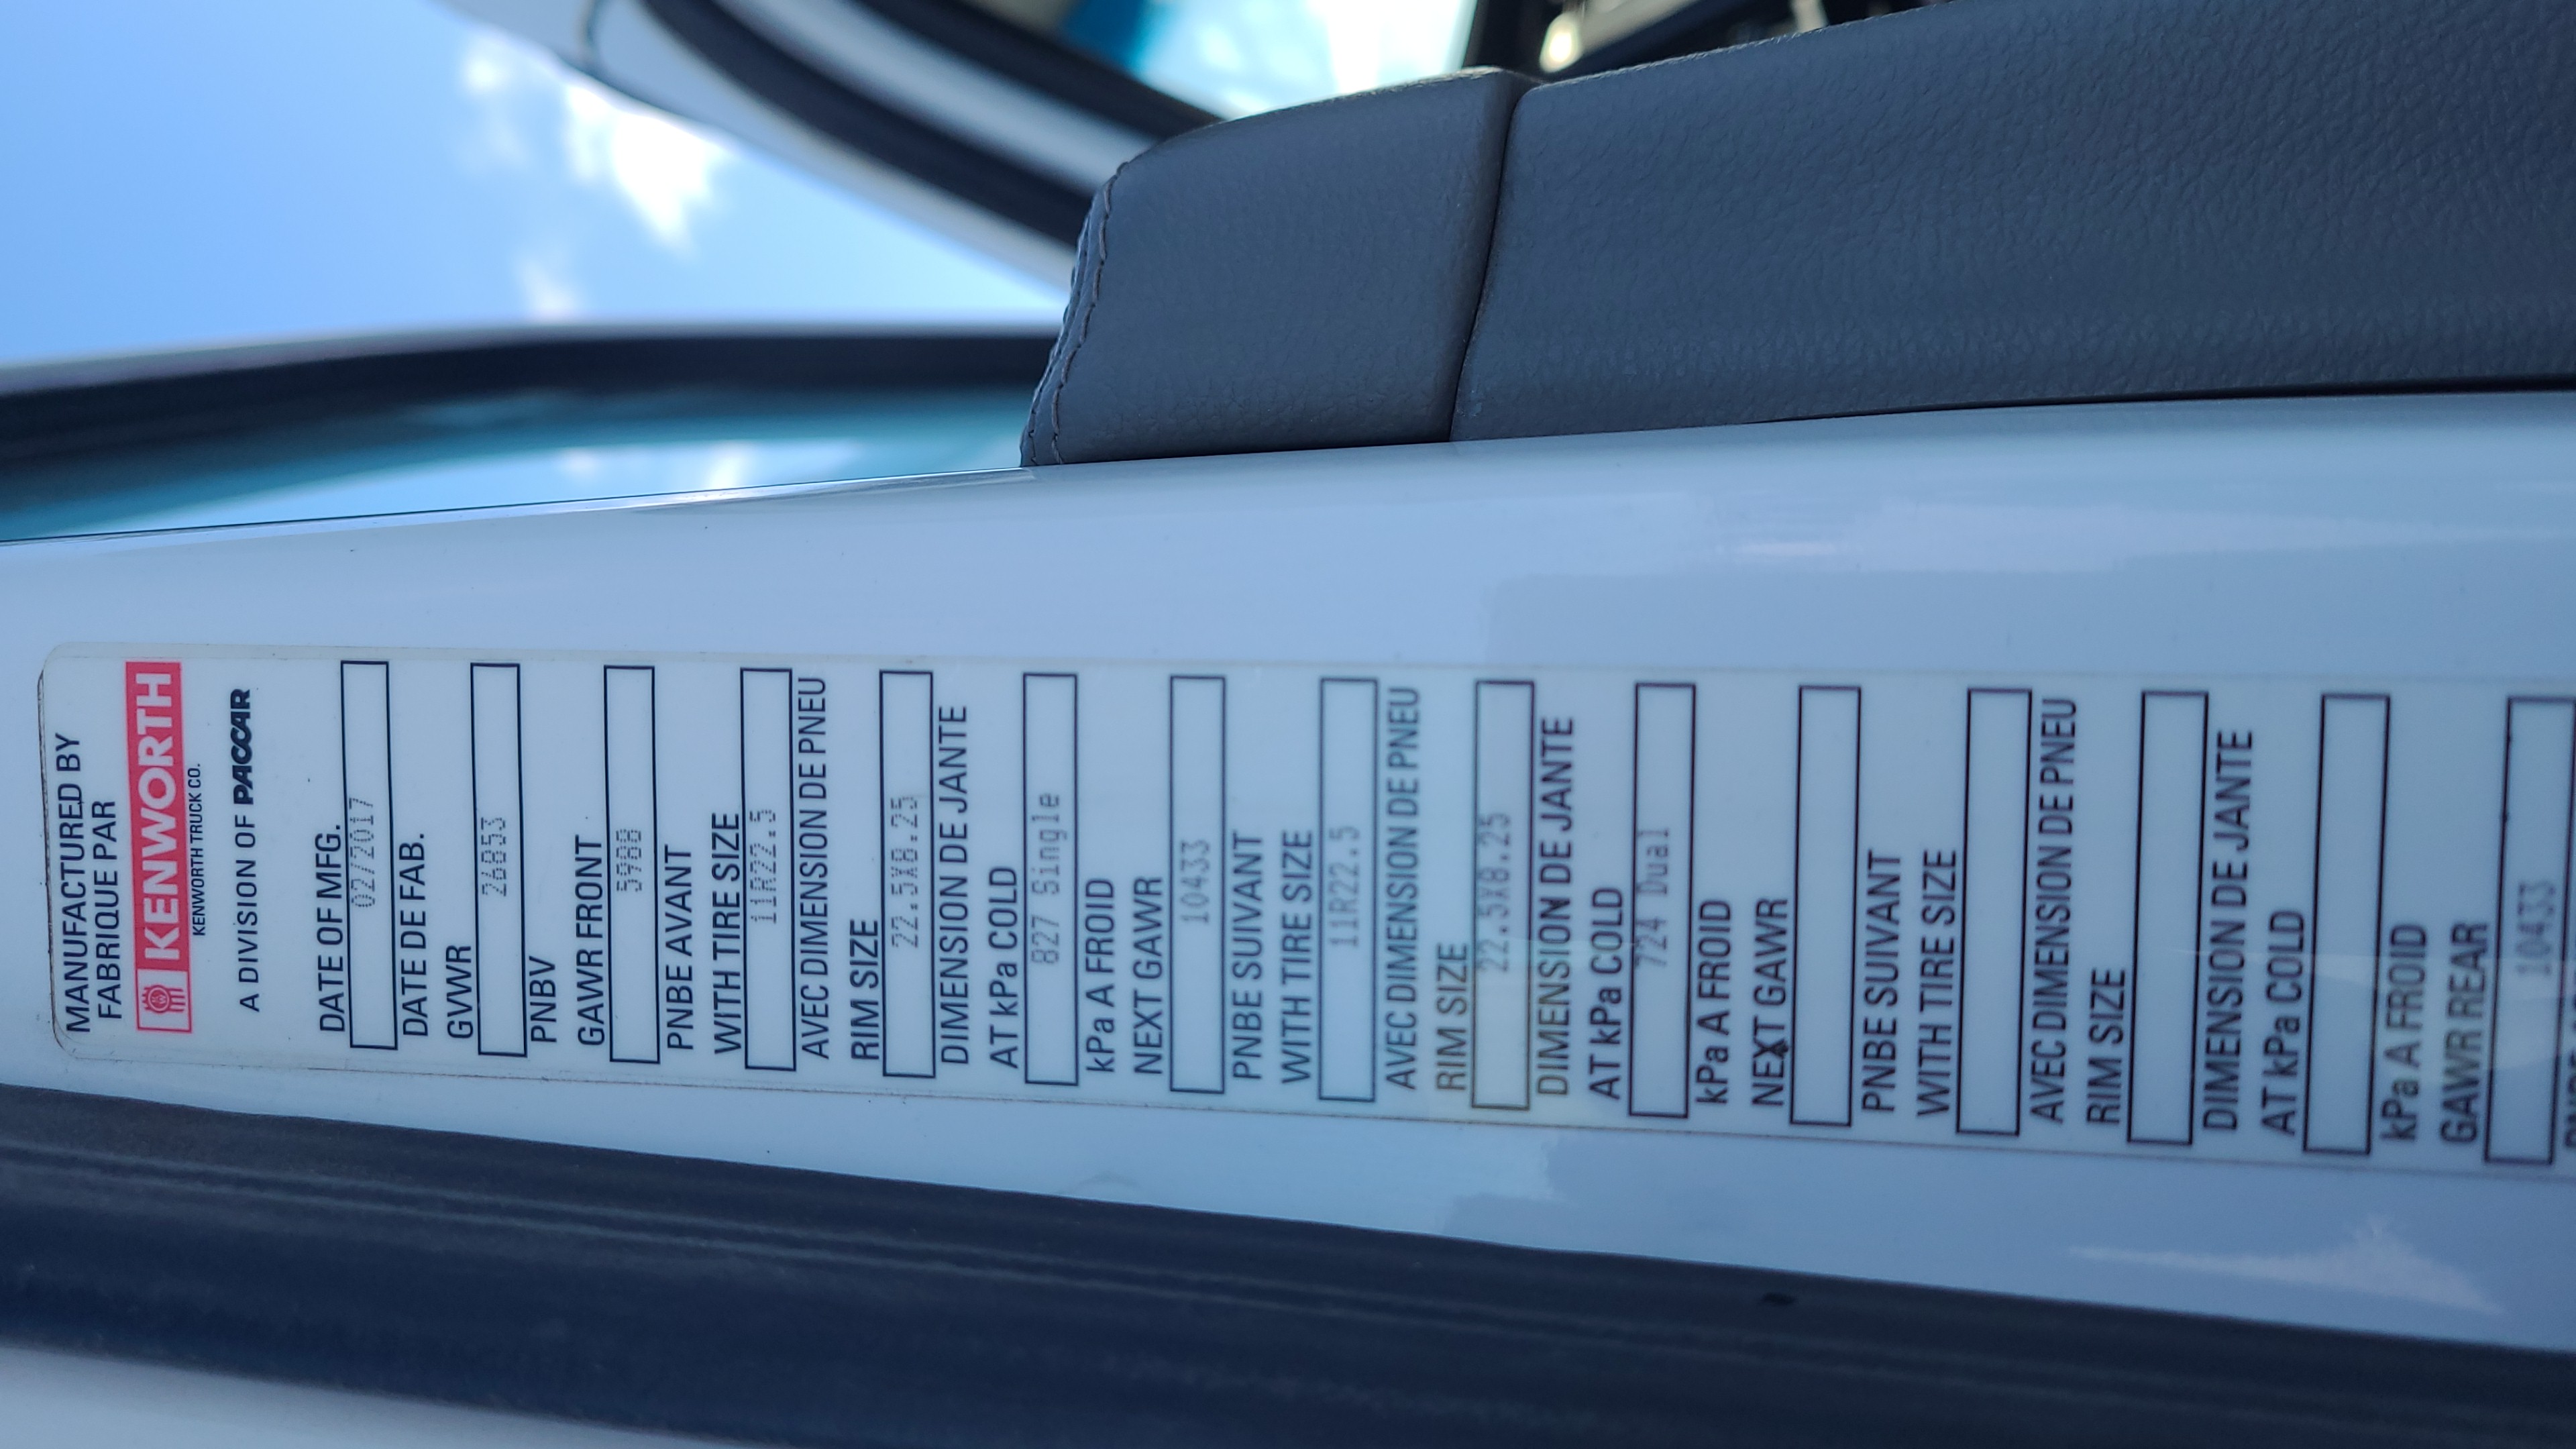 MANUFACTURED BY
FABRIQUE PAR
KENWORTH
KENWORTH TRUCK CO.
A DIVISION OF PACCAR
DATE OF MFG.
02/2017
DATE DE FAB.
GVWR
26853
PNBV
GAWR FRONT
5988
PNBE AVANT
WITH TIRE SIZE
11R22.5
AVEC DIMENSION DE PNEU
RIM SIZE
22.5X8.25
DIMENSION DE JANTE
AT kPa COLD
827 Single
kPa A FROID
NEXT GAWR
10433
PNBE SUIVANT
WITH TIRE SIZE
11R22.5
AVEC DIMENSION DE PNEU
RIM SIZE
22.5X8.25
DIMENSION DE JANTE
AT kPa COLD
724 Dual
kPa A FROID
NEXT GAWR
PNBE SUIVANT
WITH TIRE SIZE
AVEC DIMENSION DE PNEU
RIM SIZE
DIMENSION DE JANTE
AT kPa COLD
kPa A FROID
GAWR REAR
10433